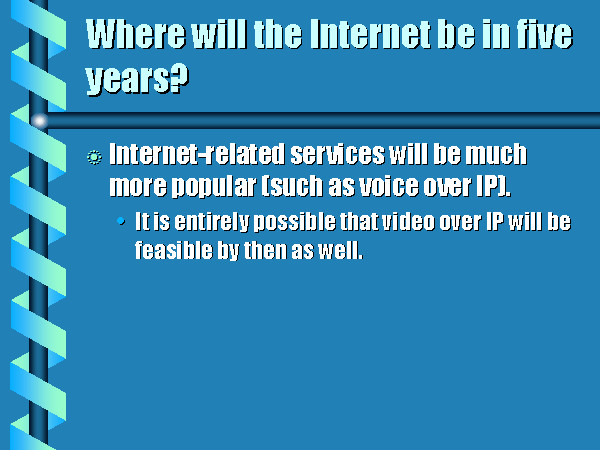 Where will the Internet be in five
years?
Internet-related services will be much
more popular (such as voice over IP).
It is entirely possible that video over IP will be
feasible by then as well.